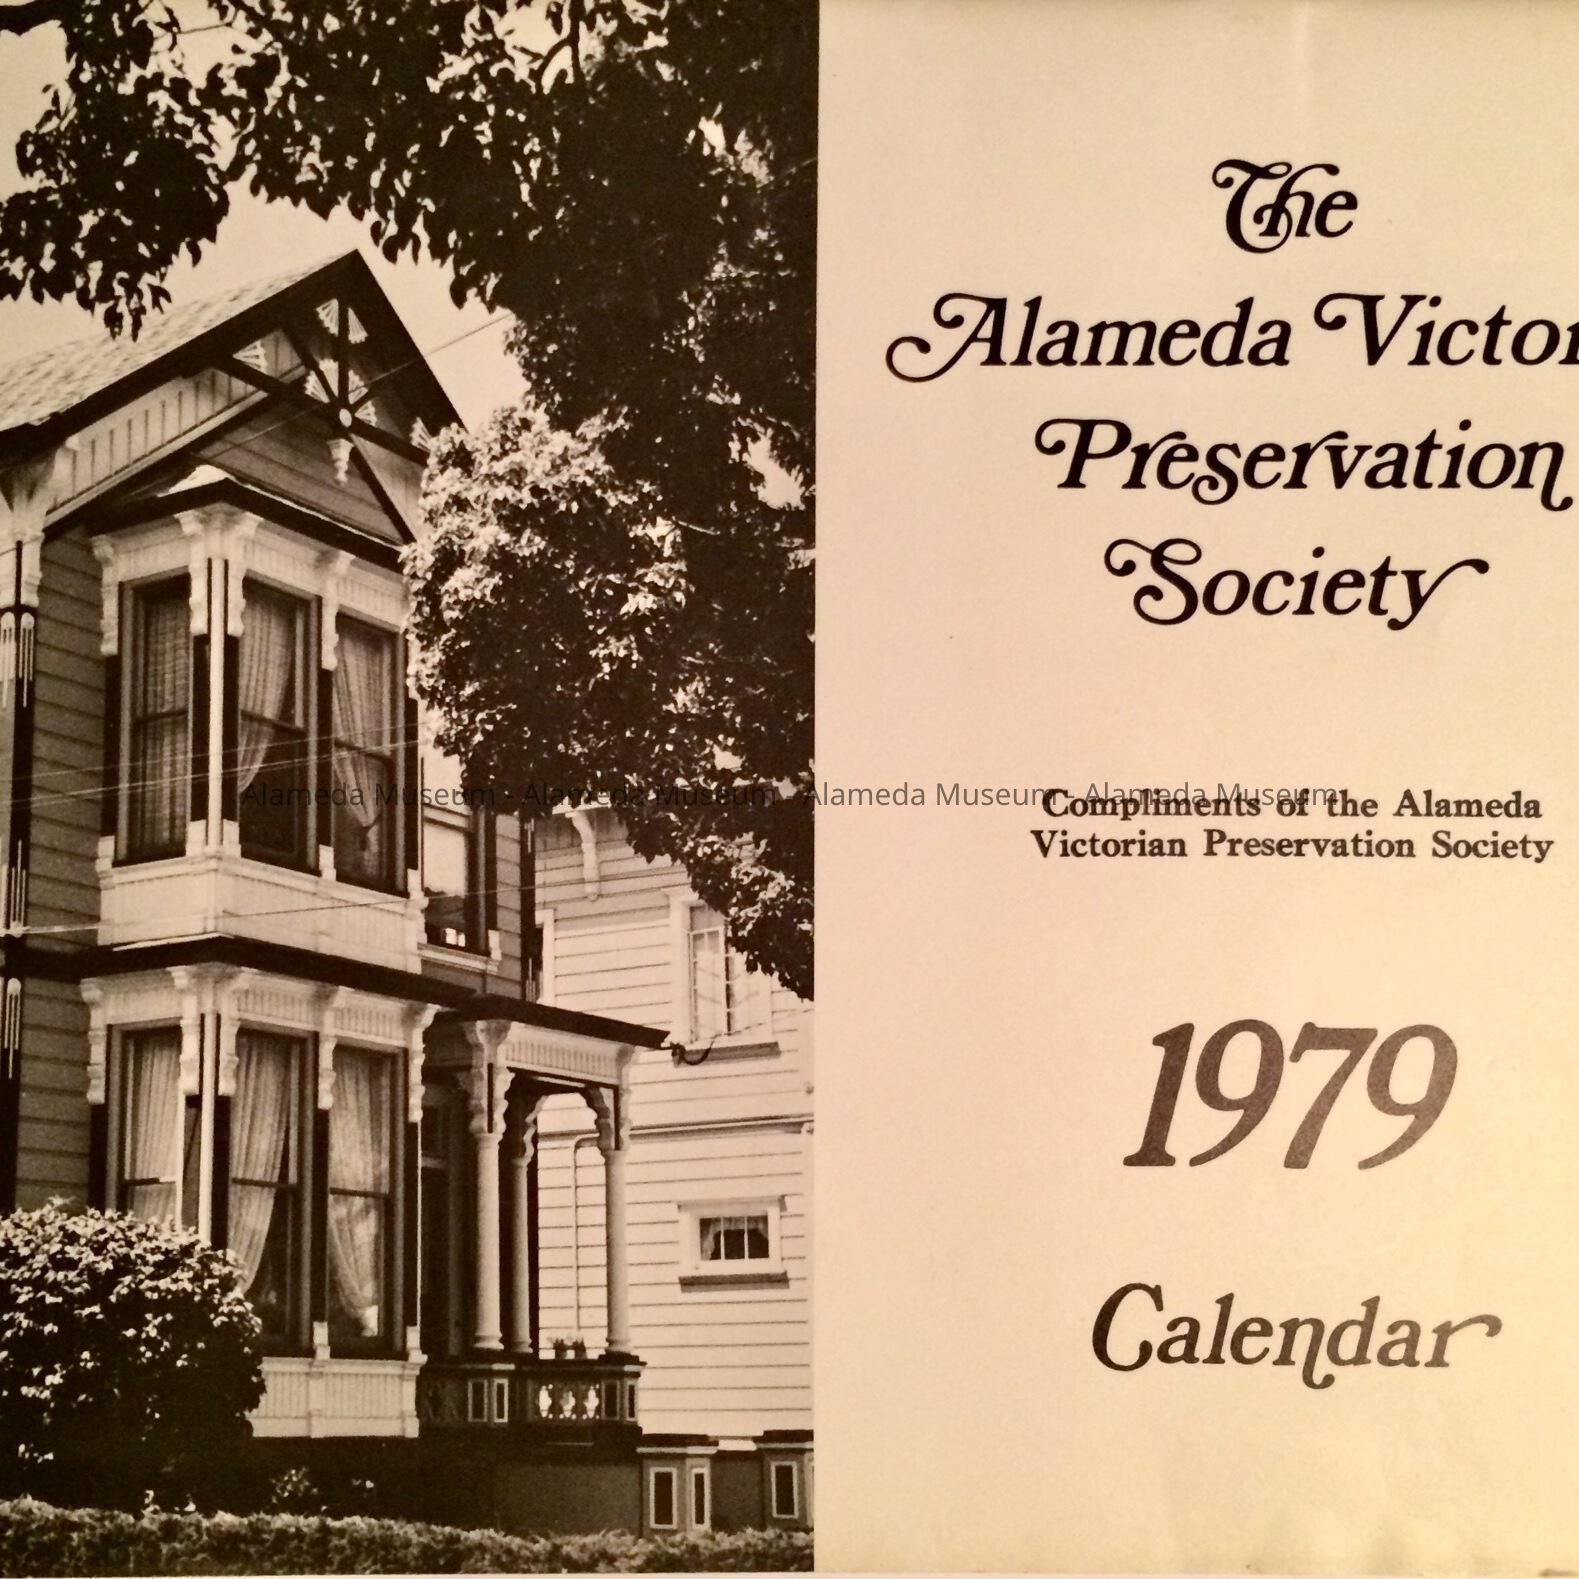 The
Alameda Victor
Preservation
Society
Alameda Museum - Alameda Museum - Alameda Museum - Alameda Museum
Compliments of the Alameda
Victorian Preservation Society
1979
Calendar